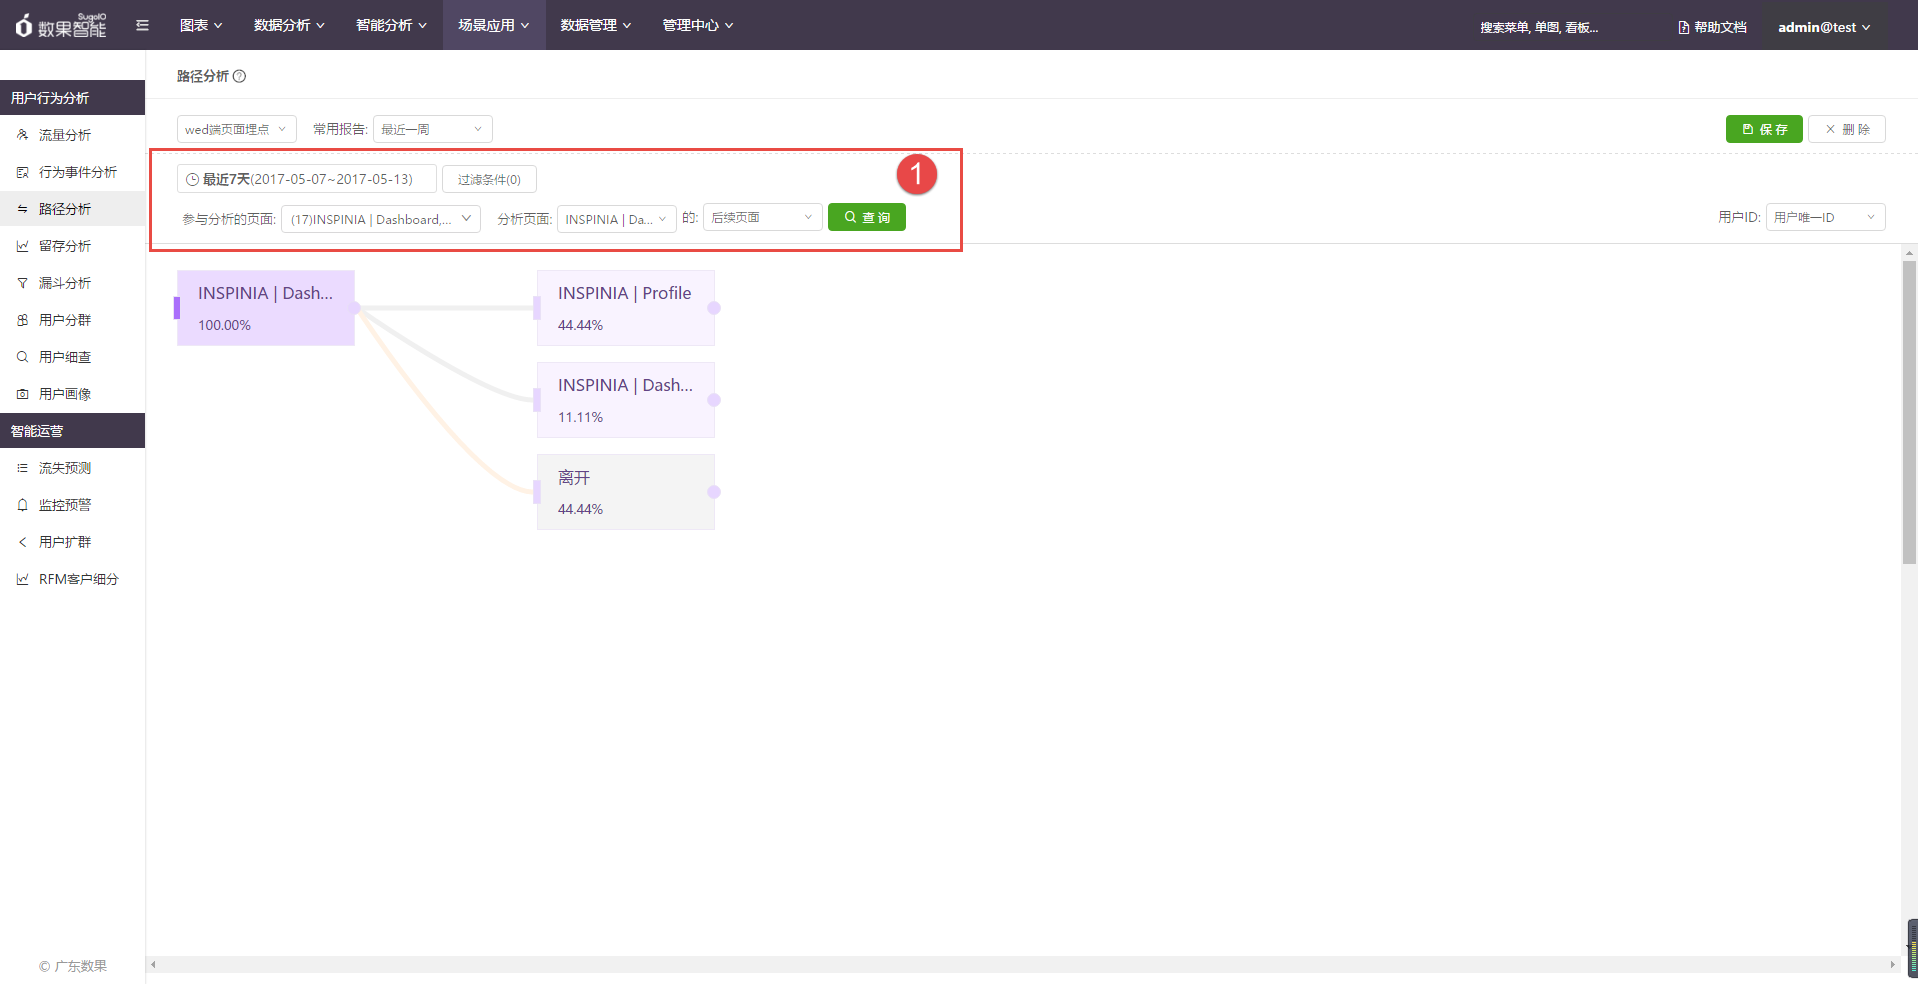 SugoIO
数果智能
图表
数据分析
智能分析
场景应用
数据管理
管理中心
搜索菜单, 单图, 看板...
帮助文档
admin@test
路径分析
用户行为分析
流量分析
行为事件分析
路径分析
留存分析
漏斗分析
用户分群
用户细查
用户画像
智能运营
流失预测
监控预警
用户扩群
RFM客户细分
© 广东数果
wed端页面埋点
常用报告: 最近一周
保存
删除
最近7天(2017-05-07~2017-05-13)
过滤条件(0)
1
参与分析的页面: (17)INSPINIA | Dashboard,...
分析页面: INSPINIA | Da...
的: 后续页面
查询
用户ID: 用户唯一ID
INSPINIA | Dash...
100.00%
INSPINIA | Profile
44.44%
INSPINIA | Dash...
11.11%
离开
44.44%